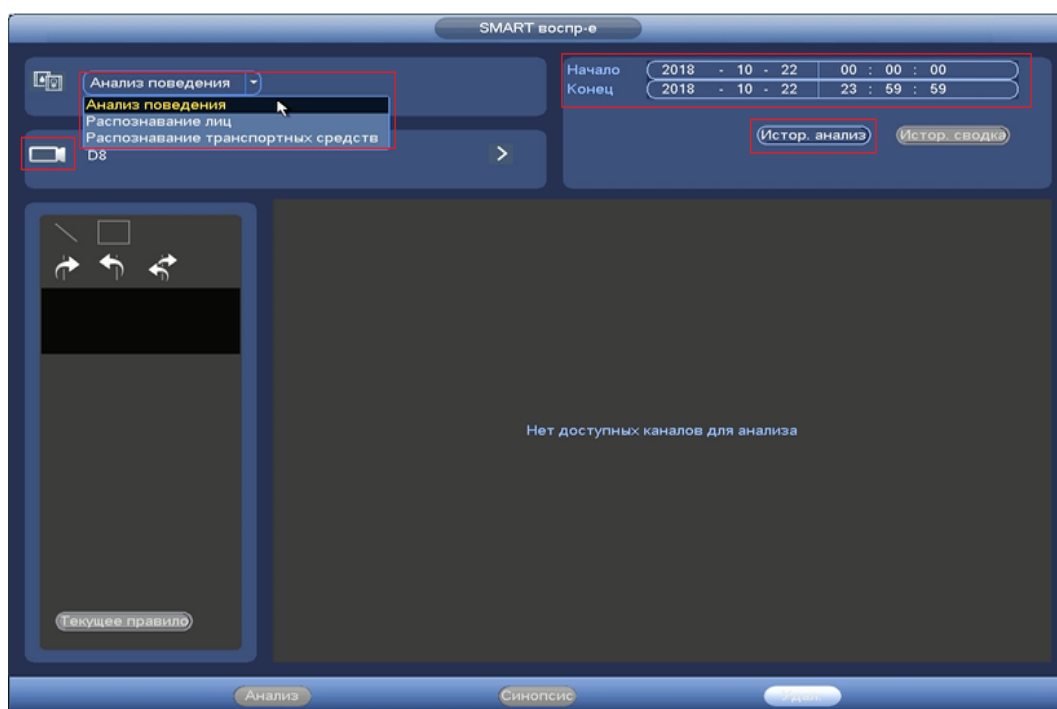 SMART воспр-е
Анализ поведения
Анализ поведения
Распознавание лиц
Распознавание транспортных средств
D8
Начало 2018 - 10 - 22 00 : 00 : 00
Конец 2018 - 10 - 22 23 : 59 : 59
Истор. анализ Истор. сводка
Нет доступных каналов для анализа
Текущее правило
Анализ Синопсис Удал.